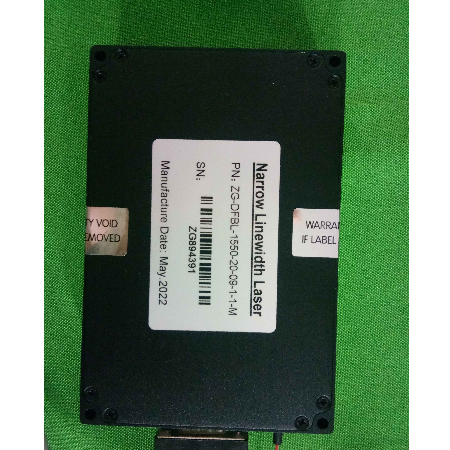 Narrow Linewidth Laser
PN: ZG-DFBL-1550-20-09-1-1-M
SN:
ZG894391
Manufacture Date: May 2022
TY VOID
EMOVED
WARRAN
IF LABEL